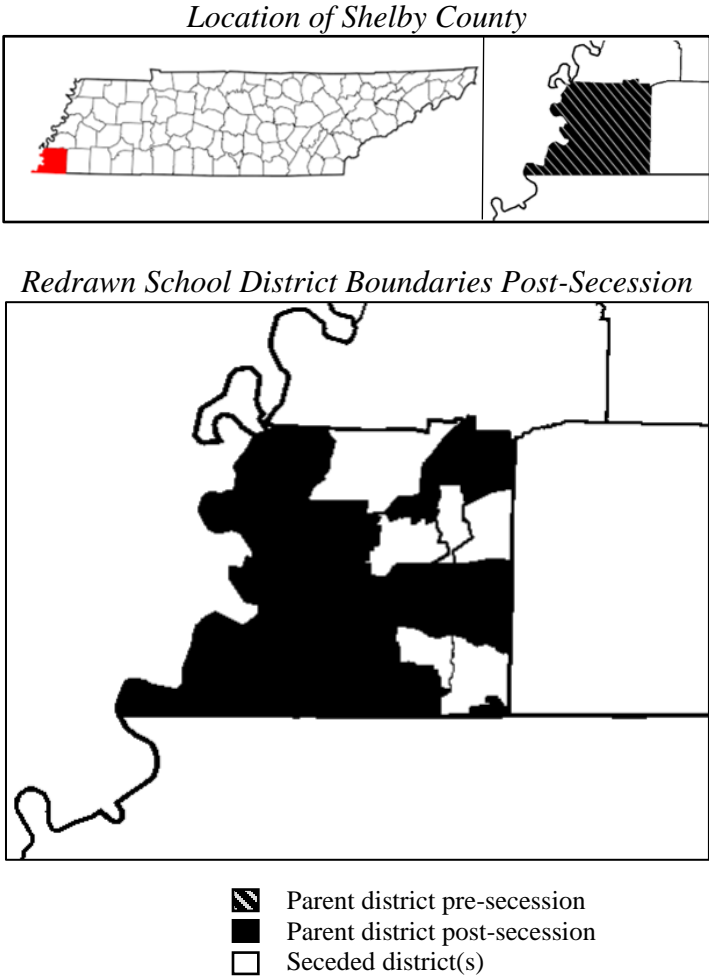 Location of Shelby County
Redrawn School District Boundaries Post-Secession
Parent district pre-secession
Parent district post-secession
Seceded district(s)